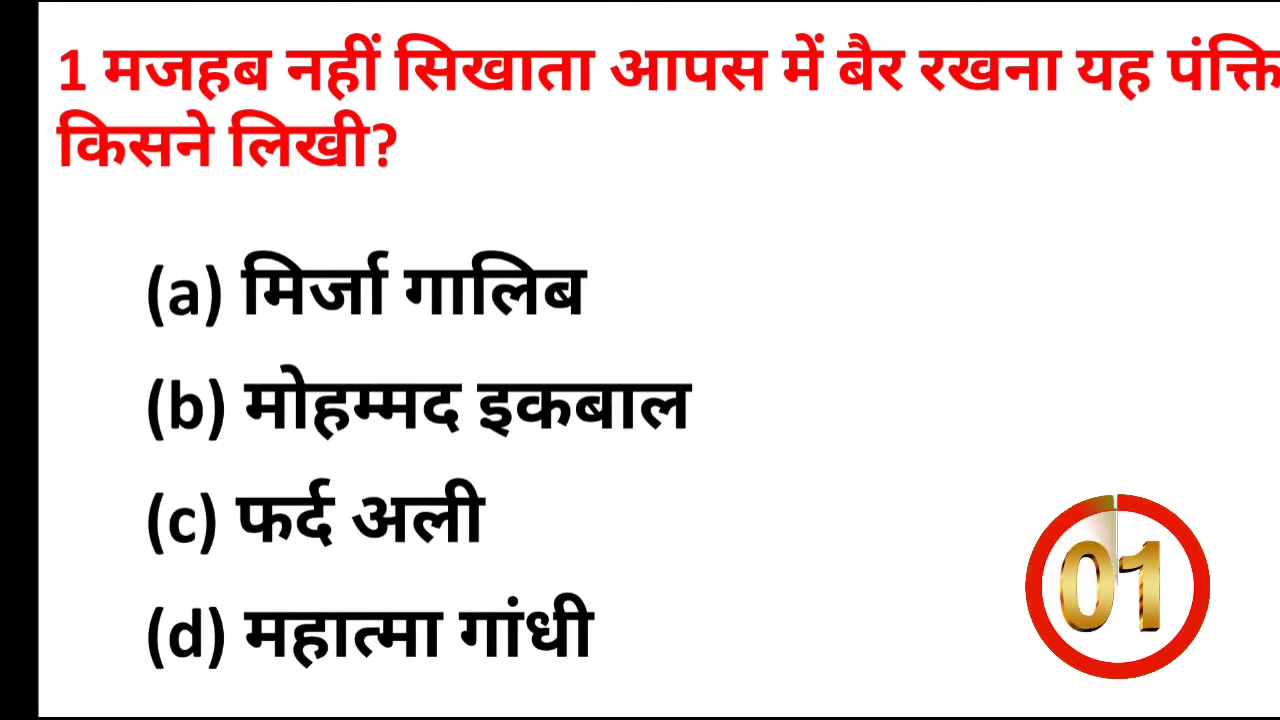 1 मजहब नहीं सिखाता आपस में बैर रखना यह पंक्ति
किसने लिखी?
(a) मिर्जा गालिब
(b) मोहम्मद इकबाल
(c) फर्द अली
(d) महात्मा गांधी
01